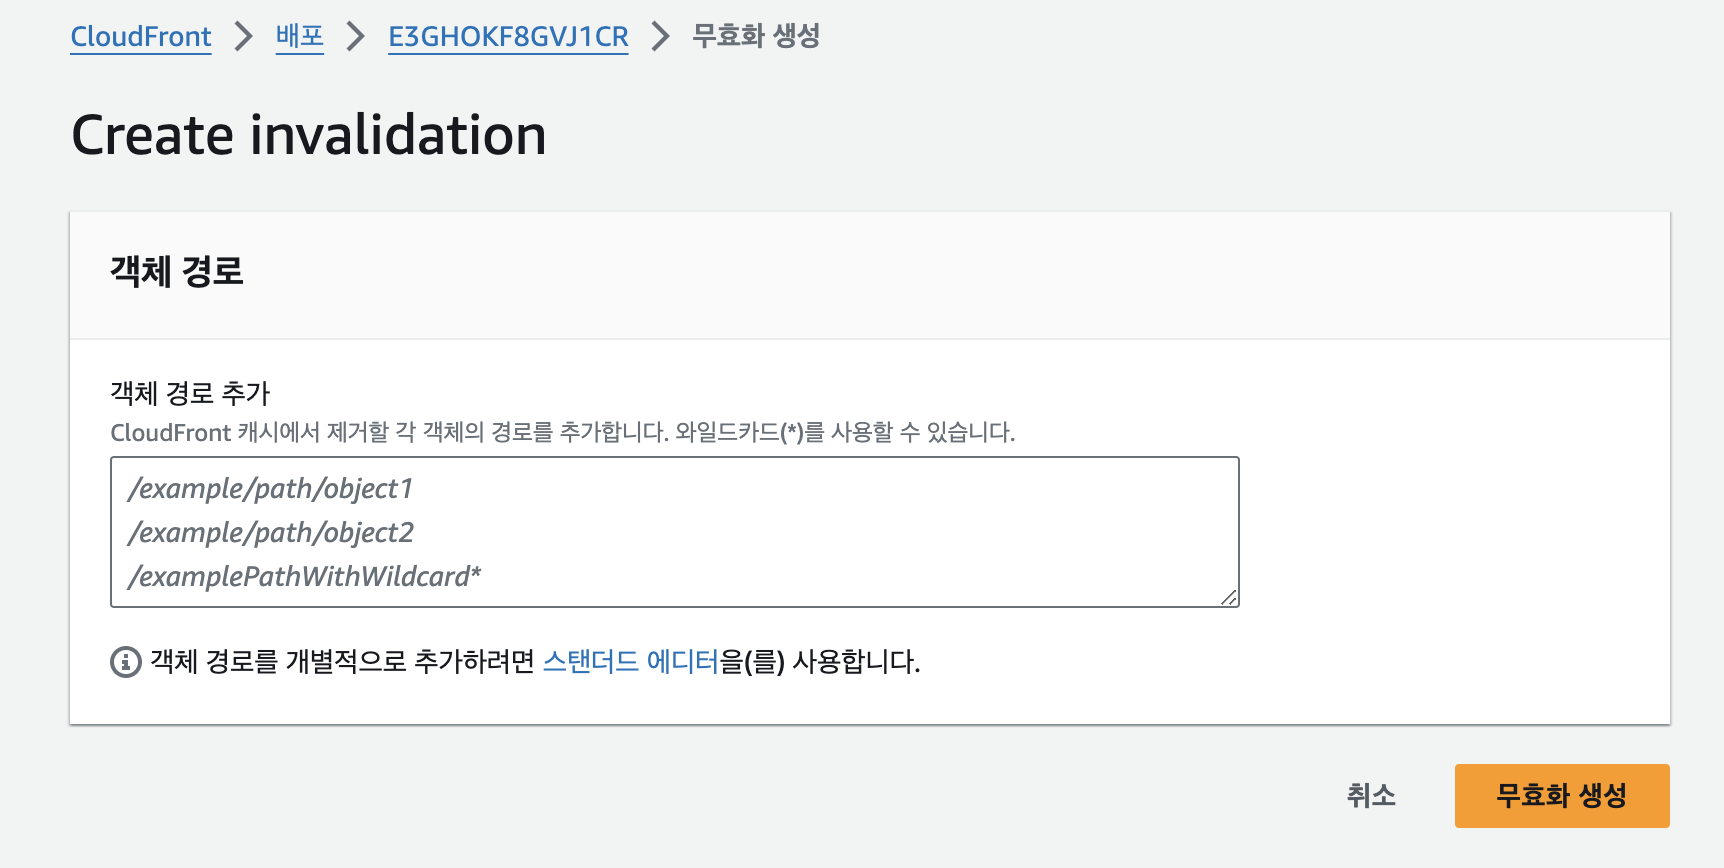 CloudFront > 배포 > E3GHOKF8GVJ1CR > 무효화 생성
Create invalidation
객체 경로
객체 경로 추가
CloudFront 캐시에서 제거할 각 객체의 경로를 추가합니다. 와일드카드(*)를 사용할 수 있습니다.
/example/path/object1
/example/path/object2
/examplePathWithWildcard*
객체 경로를 개별적으로 추가하려면 스탠더드 에디터을(를) 사용합니다.
취소 무효화 생성